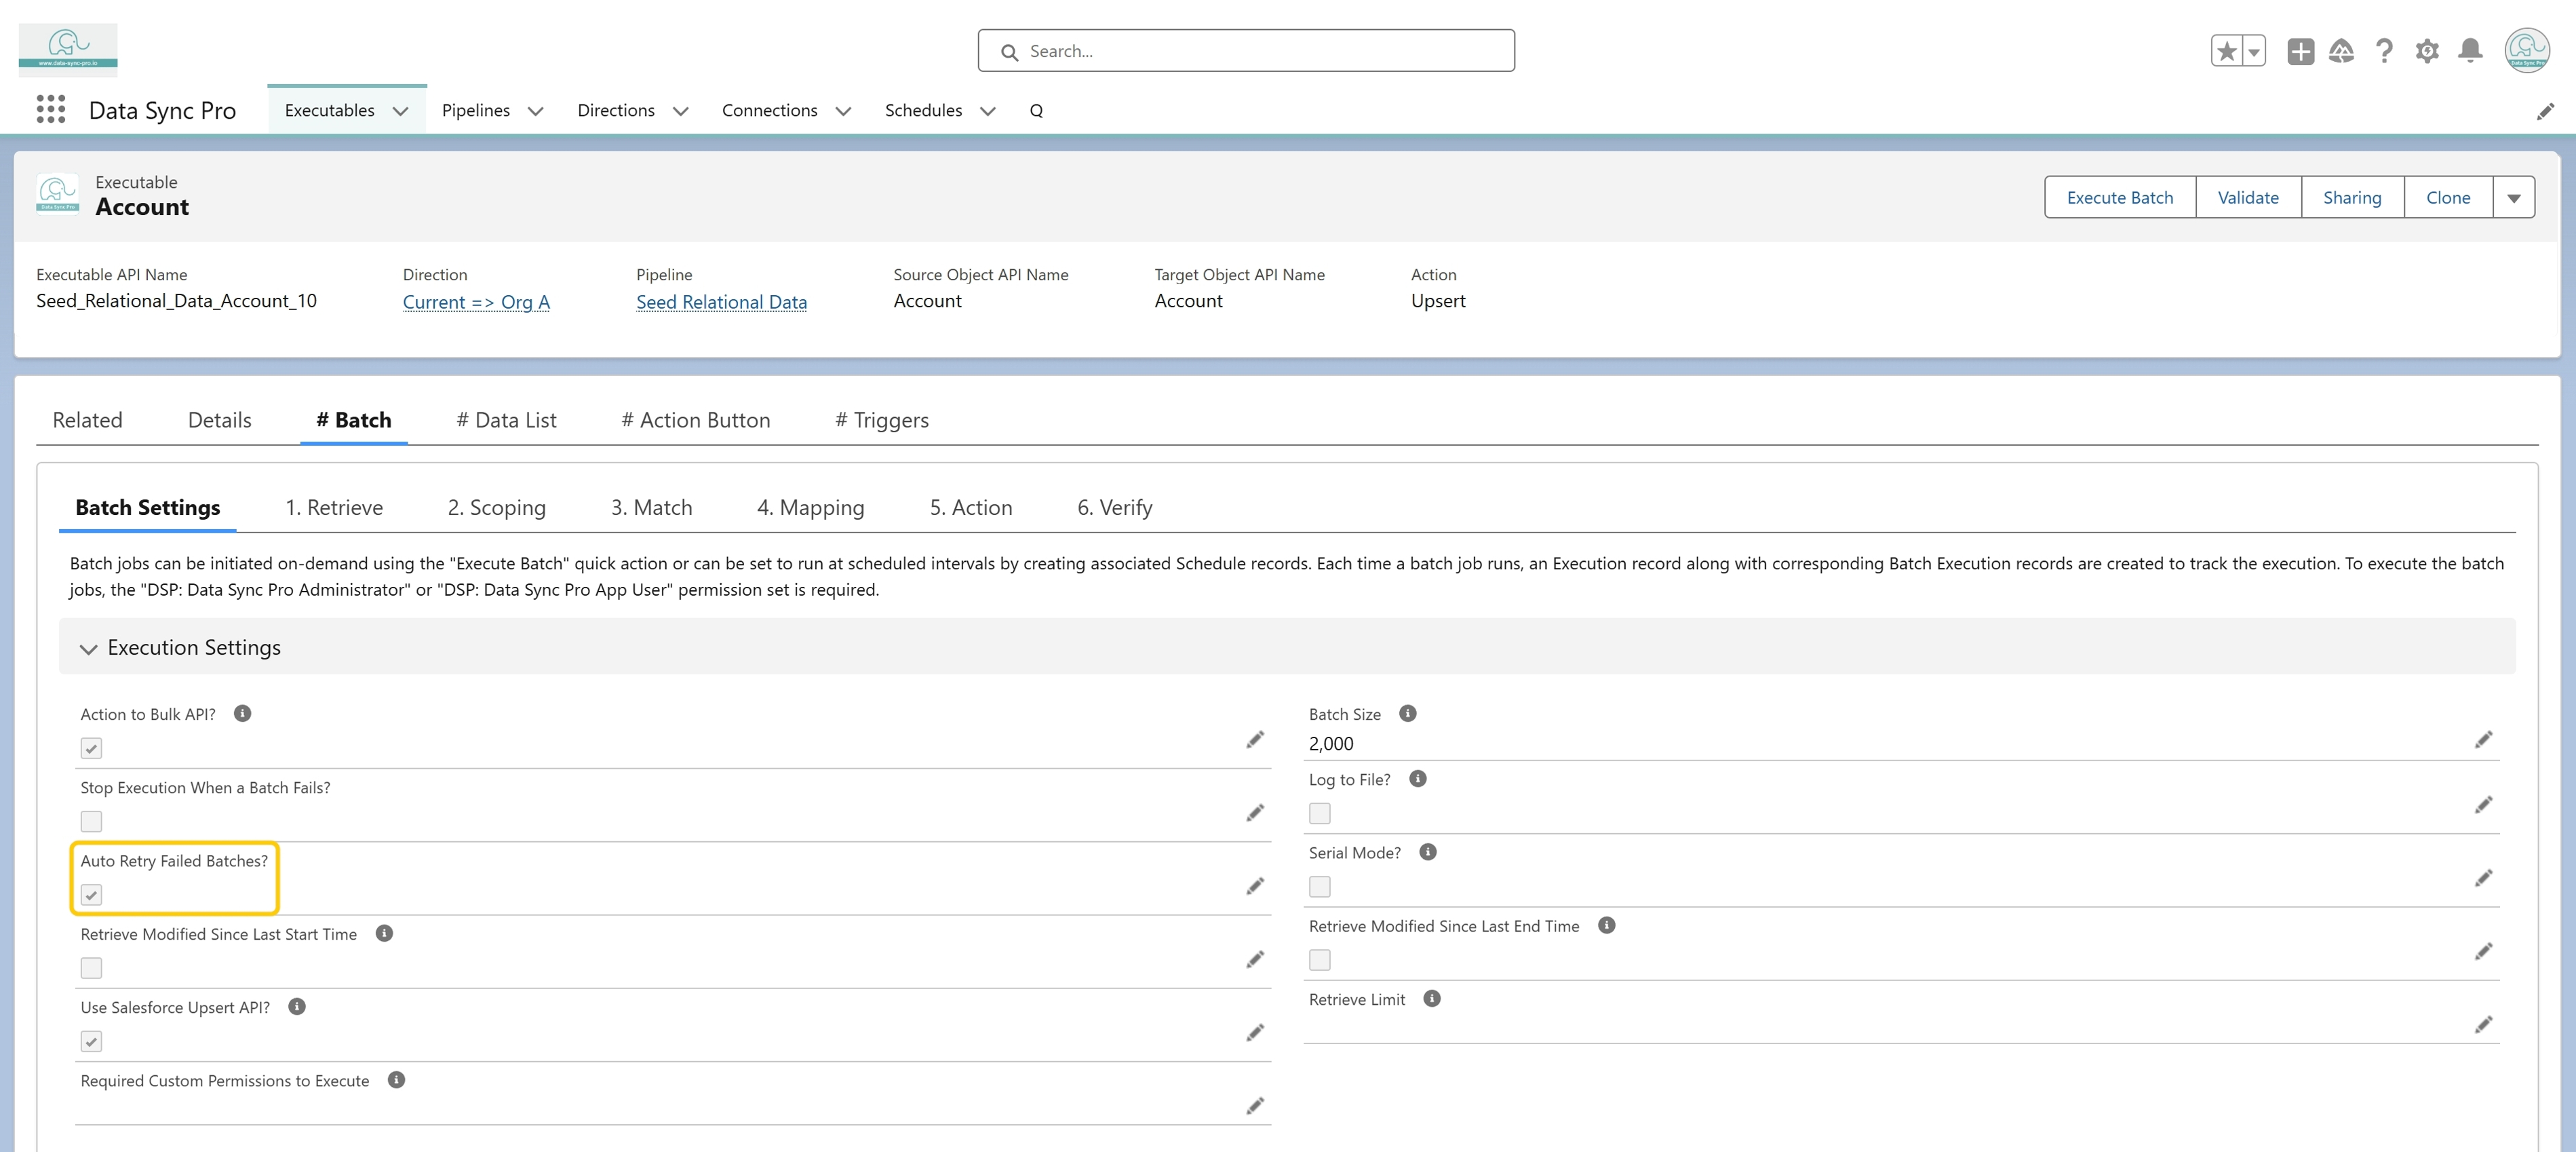 www.data-sync-pro.io
Search...
Data Sync Pro
Data Sync Pro
Executables
Pipelines
Directions
Connections
Schedules
Q
Data Sync Pro
Executable
Account
Execute Batch
Validate
Sharing
Clone
Executable API Name
Seed_Relational_Data_Account_10
Direction
Current => Org A
Pipeline
Seed Relational Data
Source Object API Name
Account
Target Object API Name
Account
Action
Upsert
Related
Details
# Batch
# Data List
# Action Button
# Triggers
Batch Settings
1. Retrieve
2. Scoping
3. Match
4. Mapping
5. Action
6. Verify
Batch jobs can be initiated on-demand using the "Execute Batch" quick action or can be set to run at scheduled intervals by creating associated Schedule records. Each time a batch job runs, an Execution record along with corresponding Batch Execution records are created to track the execution. To execute the batch
jobs, the "DSP: Data Sync Pro Administrator" or "DSP: Data Sync Pro App User" permission set is required.
Execution Settings
Action to Bulk API?
Batch Size
2,000
Stop Execution When a Batch Fails?
Log to File?
Auto Retry Failed Batches?
Serial Mode?
Retrieve Modified Since Last Start Time
Retrieve Modified Since Last End Time
Use Salesforce Upsert API?
Retrieve Limit
Required Custom Permissions to Execute